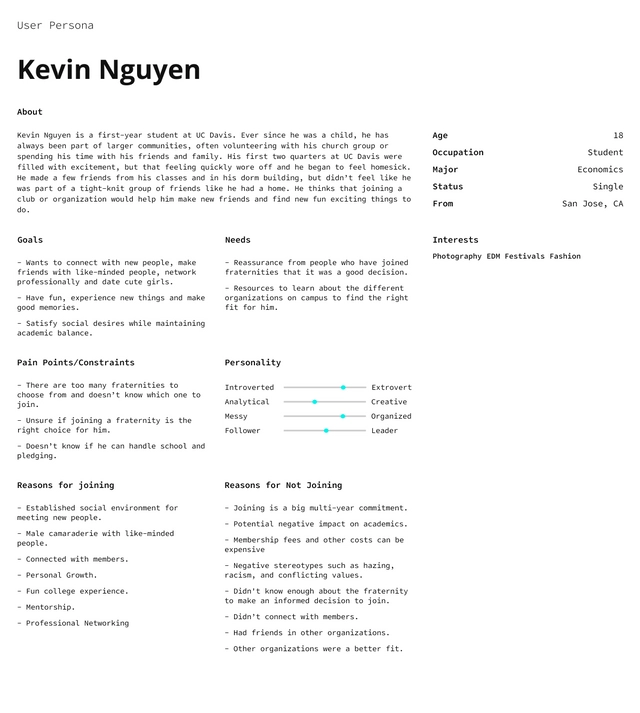 User Persona
Kevin Nguyen
About
Kevin Nguyen is a first-year student at UC Davis. Ever since he was a child, he has
always been part of larger communities, often volunteering with his church group or
spending his time with his friends and family. His first two quarters at UC Davis were
filled with excitement, but that feeling quickly wore off and he began to feel homesick.
He made a few friends from his classes and in his dorm building, but didn't feel like he
was part of a tight-knit group of friends like he had a home. He thinks that joining a
club or organization would help him make new friends and find new fun exciting things to
do.
Age 18
Occupation Student
Major Economics
Status Single
From San Jose, CA
Goals
- Wants to connect with new people, make
friends with like-minded people, network
professionally and date cute girls.
- Have fun, experience new things and make
good memories.
- Satisfy social desires while maintaining
academic balance.
Needs
- Reassurance from people who have joined
fraternities that it was a good decision.
- Resources to learn about the different
organizations on campus to find the right
fit for him.
Interests
Photography EDM Festivals Fashion
Pain Points/Constraints
- There are too many fraternities to
choose from and doesn't know which one to
join.
- Unsure if joining a fraternity is the
right choice for him.
- Doesn't know if he can handle school and
pledging.
Personality
Introverted Extrovert
Analytical Creative
Messy Organized
Follower Leader
Reasons for joining
- Established social environment for
meeting new people.
- Male camaraderie with like-minded
people.
- Connected with members.
- Personal Growth.
- Fun college experience.
- Mentorship.
- Professional Networking
Reasons for Not Joining
- Joining is a big multi-year commitment.
- Potential negative impact on academics.
- Membership fees and other costs can be
expensive
- Negative stereotypes such as hazing,
racism, and conflicting values.
- Didn't know enough about the fraternity
to make an informed decision to join.
- Didn't connect with members.
- Had friends in other organizations.
- Other organizations were a better fit.